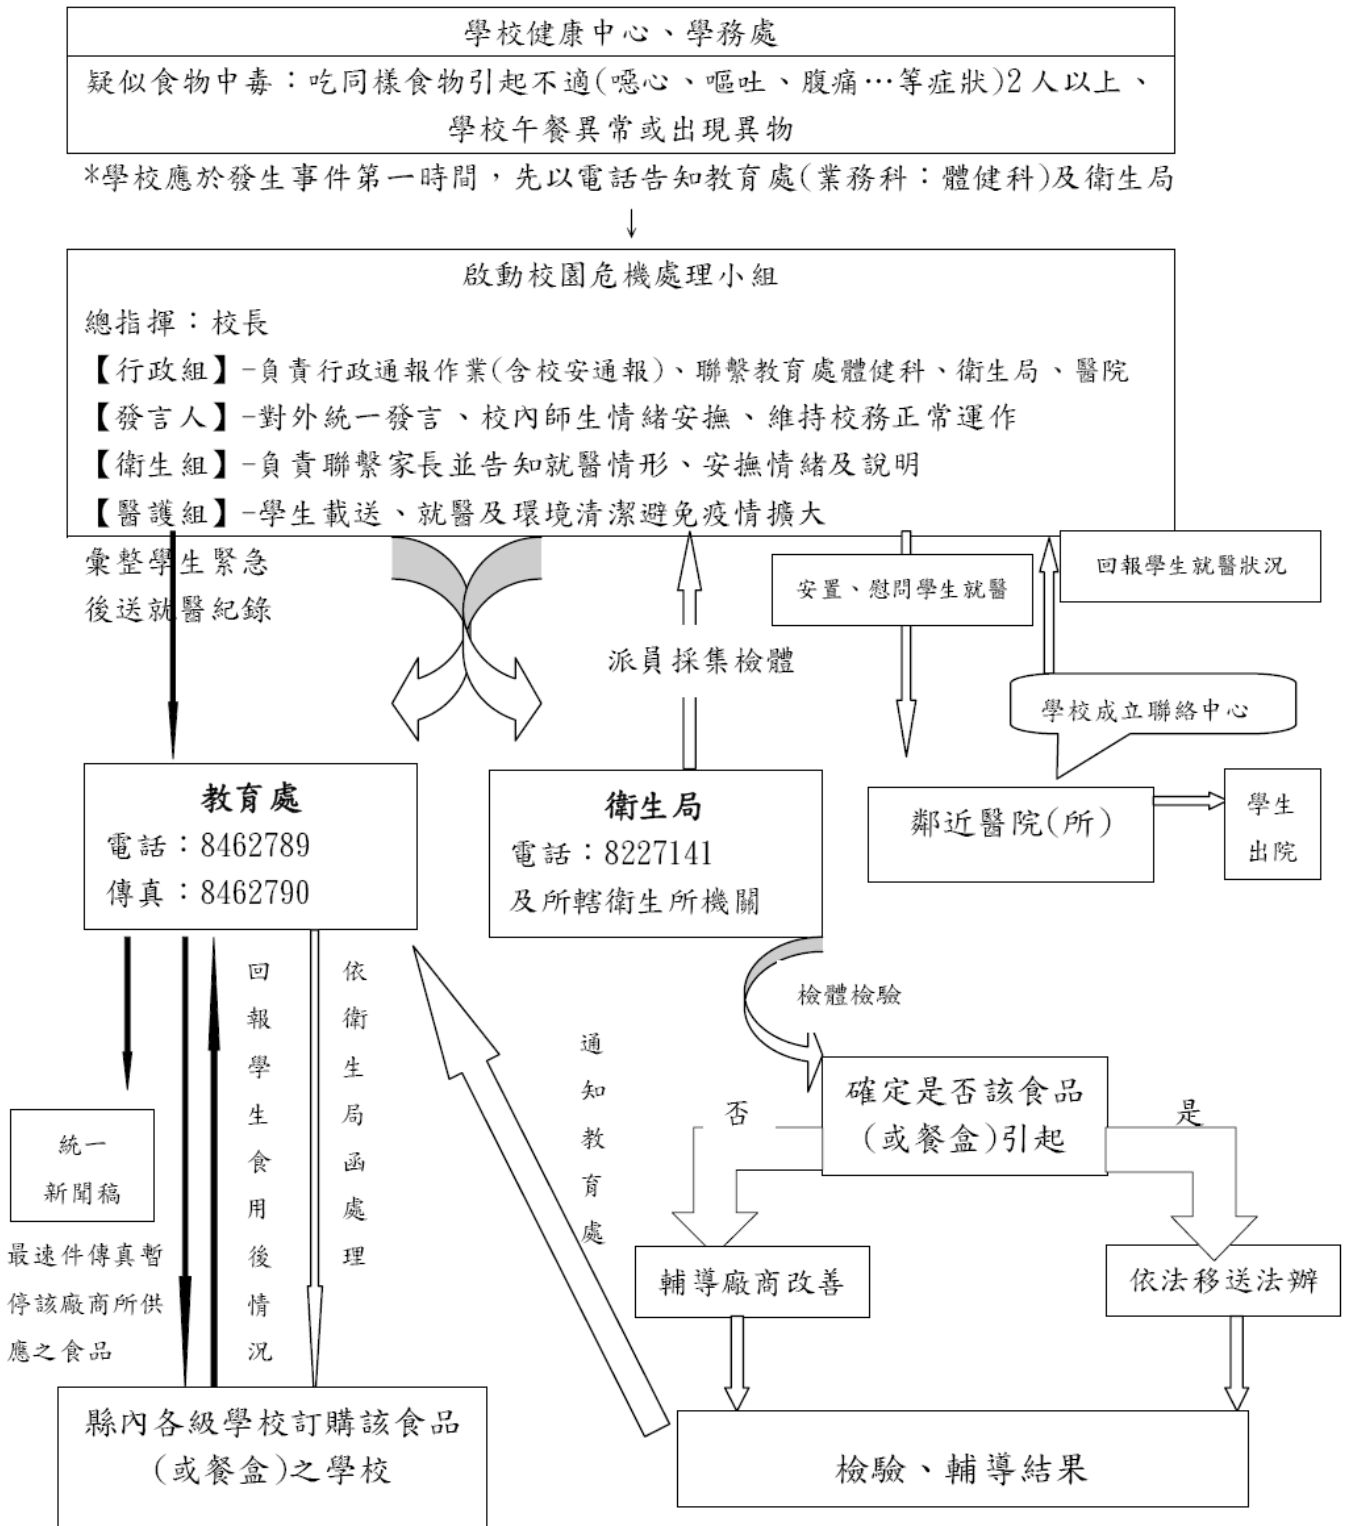 學校健康中心、學務處
疑似食物中毒：吃同樣食物引起不適(噁心、嘔吐、腹痛…等症狀)2人以上、
學校午餐異常或出現異物
*學校應於發生事件第一時間，先以電話告知教育處(業務科：體健科)及衛生局
啟動校園危機處理小組
總指揮：校長
【行政組】-負責行政通報作業(含校安通報)、聯繫教育處體健科、衛生局、醫院
【發言人】-對外統一發言、校內師生情緒安撫、維持校務正常運作
【衛生組】-負責聯繫家長並告知就醫情形、安撫情緒及說明
【醫護組】-學生載送、就醫及環境清潔避免疫情擴大
彙整學生緊急
後送就醫紀錄
派員採集檢體
安置、慰問學生就醫
回報學生就醫狀況
學校成立聯絡中心
教育處
電話：8462789
傳真：8462790
衛生局
電話：8227141
及所轄衛生所機關
鄰近醫院(所)
學生
出院
回報學生食用後情況
依衛生局函處理
統一
新聞稿
最速件傳真暫
停該廠商所供
應之食品
通知教育處
檢體檢驗
確定是否該食品
(或餐盒)引起
否
是
輔導廠商改善
依法移送法辦
縣內各級學校訂購該食品
(或餐盒)之學校
檢驗、輔導結果